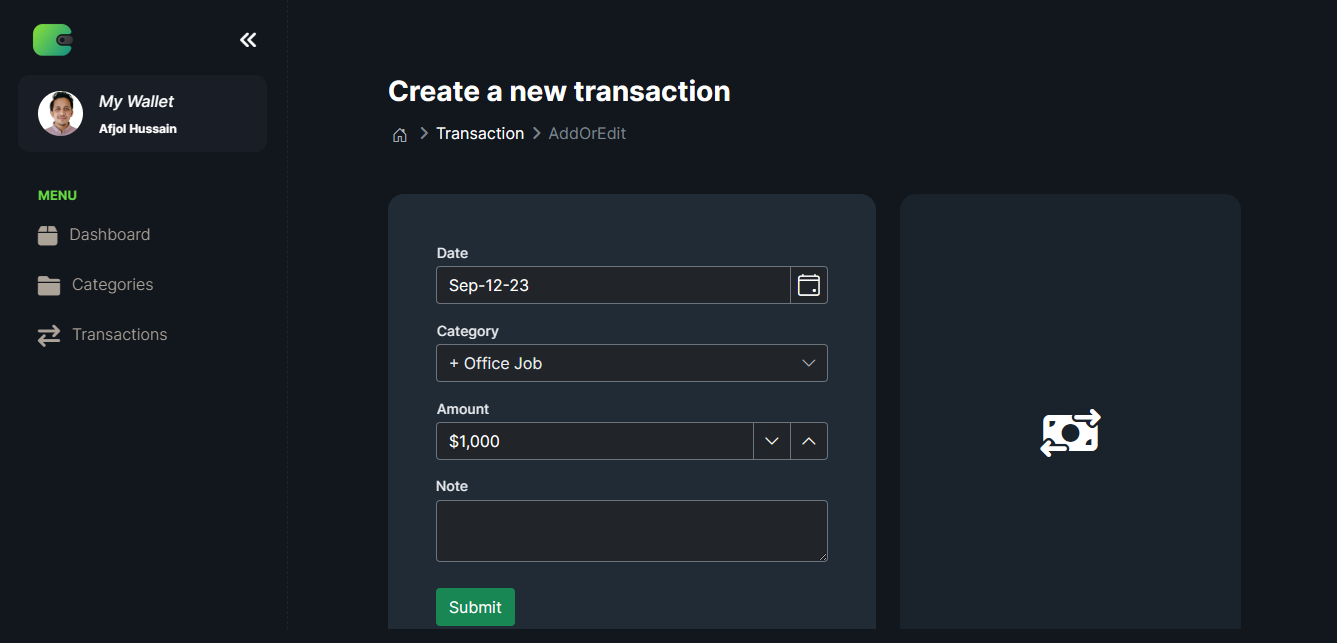 My Wallet
Afjol Hussain
MENU
Dashboard
Categories
Transactions
Create a new transaction
Transaction AddOrEdit
Date
Sep-12-23
Category
+ Office Job
Amount
$1,000
Note
Submit